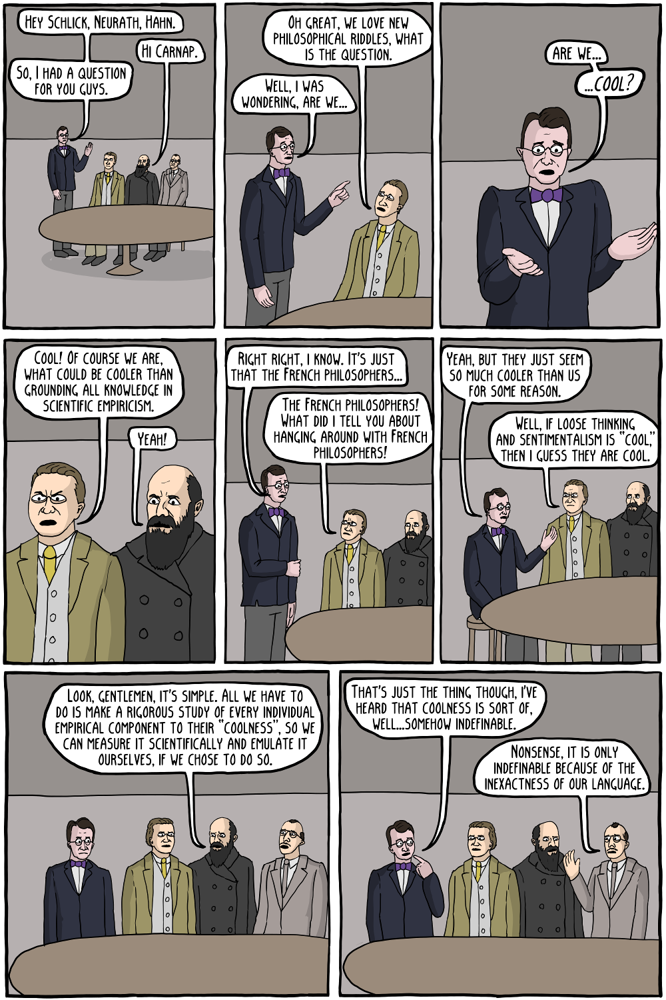 Hey Schlick, Neurath, Hahn.
Hi Carnap.
So, I had a question
for you guys.
Oh great, we love new
philosophical riddles, what
is the question.
Well, I was
wondering, are we...
are we...
...cool?
Cool! Of course we are,
what could be cooler than
grounding all knowledge in
scientific empiricism.
Yeah!
Right right, I know. It's just
that the French philosophers...
The French philosophers!
What did I tell you about
hanging around with French
philosophers!
Yeah, but they just seem
so much cooler than us
for some reason.
Well, if loose thinking
and sentimentalism is "cool,"
then I guess they are cool.
Look, gentlemen, it's simple. All we have to
do is make a rigorous study of every individual
empirical component to their "coolness", so we
can measure it scientifically and emulate it
ourselves, if we chose to do so.
That's just the thing though, I've
heard that coolness is sort of,
well...somehow indefinable.
Nonsense, it is only
indefinable because of the
inexactness of our language.